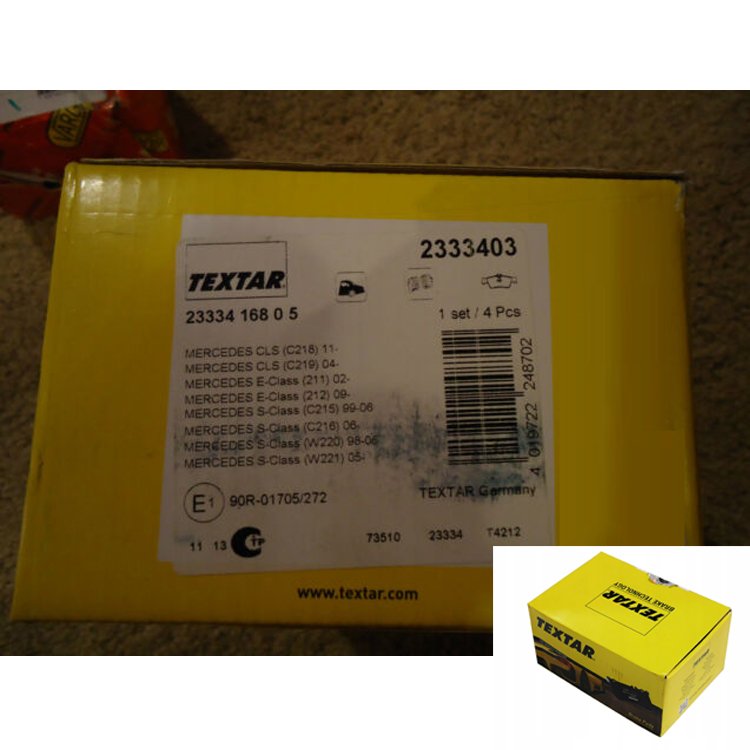 VARO
TEXTAR
2333403
23334 168 0 5
1 set / 4 Pcs
MERCEDES CLS (C218) 11-
MERCEDES CLS (C219) 04-
MERCEDES E-Class (211) 02-
MERCEDES E-Class (212) 09-
MERCEDES S-Class (C215) 99-06
MERCEDES S-Class (C216) 06-
MERCEDES S-Class (W220) 98-06
MERCEDES S-Class (W221) 05-
4 019722 248702
TEXTAR Germany
E1
90R-01705/272
11 13
CTP
73510 23334 T4212
www.textar.com
TEXTAR
BRAKE TECHNOLOGY
TEXTAR
TEXTAR